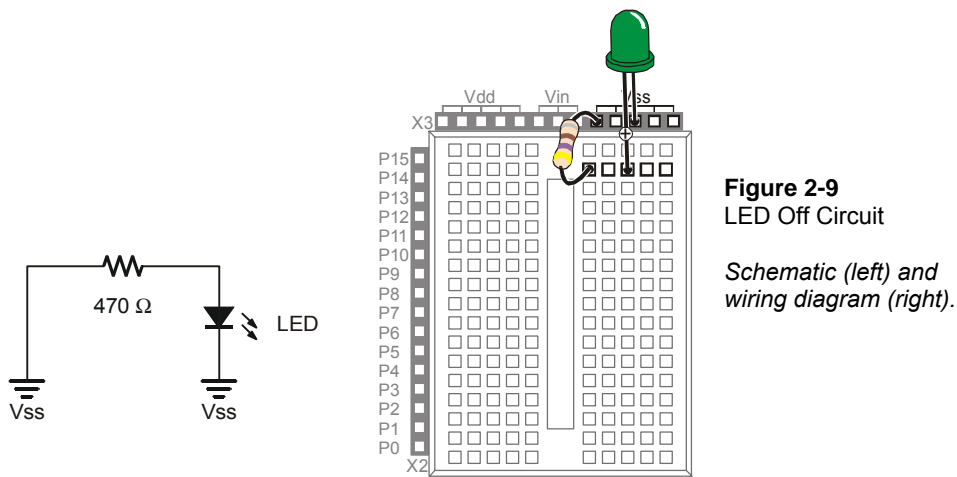 470 Ω
LED
Vss
Vss
Vdd
Vin
Vss
X3
P15
P14
P13
P12
P11
P10
P9
P8
P7
P6
P5
P4
P3
P2
P1
P0
X2
+
Figure 2-9
LED Off Circuit
Schematic (left) and
wiring diagram (right).